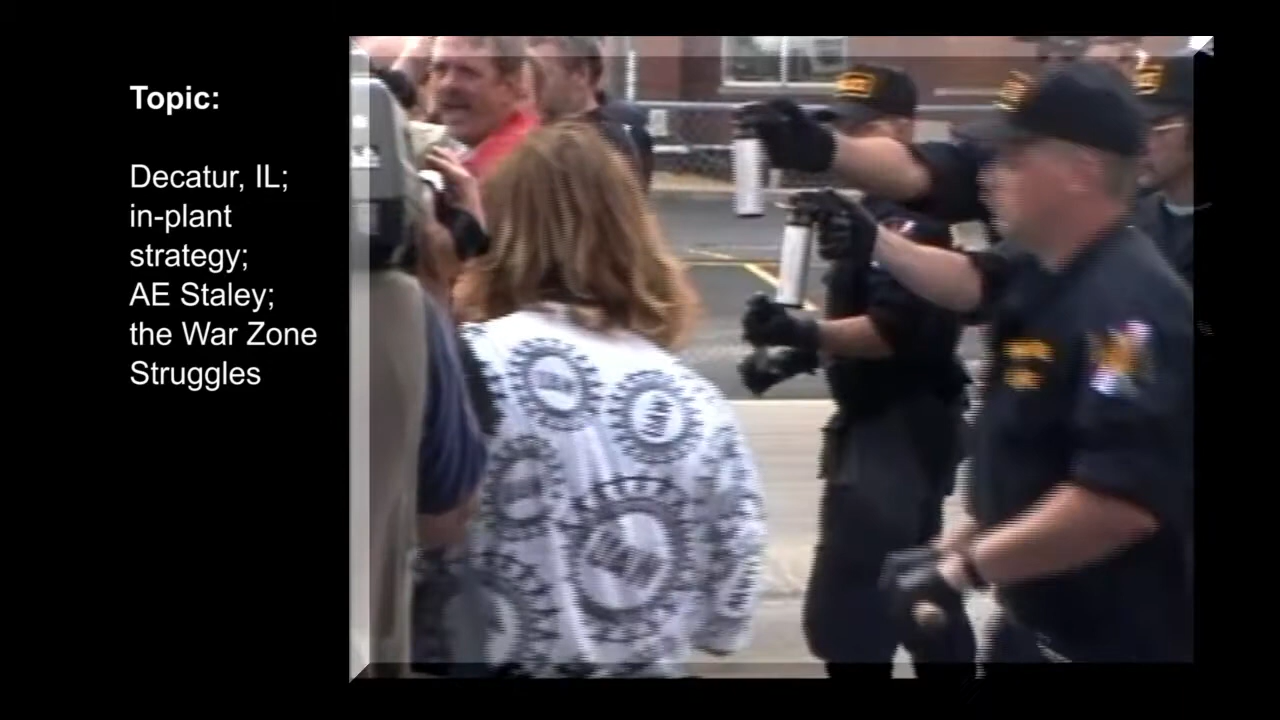 Topic:
Decatur, IL;
in-plant
strategy;
AE Staley;
the War Zone
Struggles